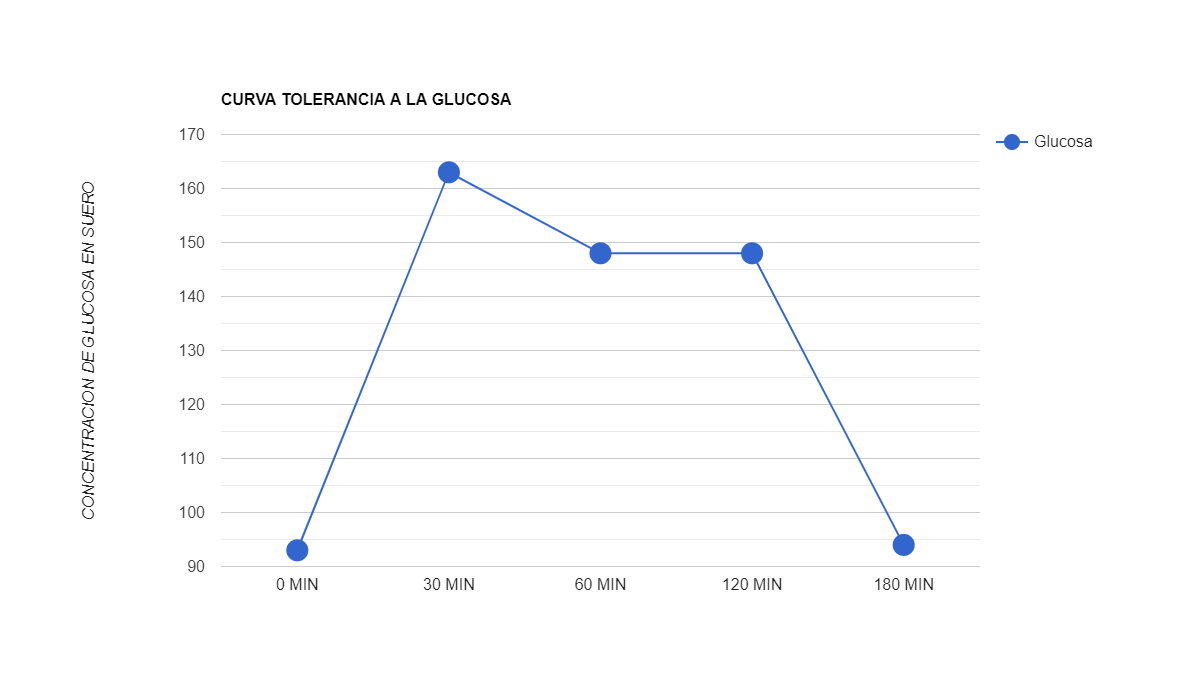 CURVA TOLERANCIA A LA GLUCOSA
Glucosa
CONCENTRACION DE GLUCOSA EN SUERO
170
160
150
140
130
120
110
100
90
0 MIN
30 MIN
60 MIN
120 MIN
180 MIN